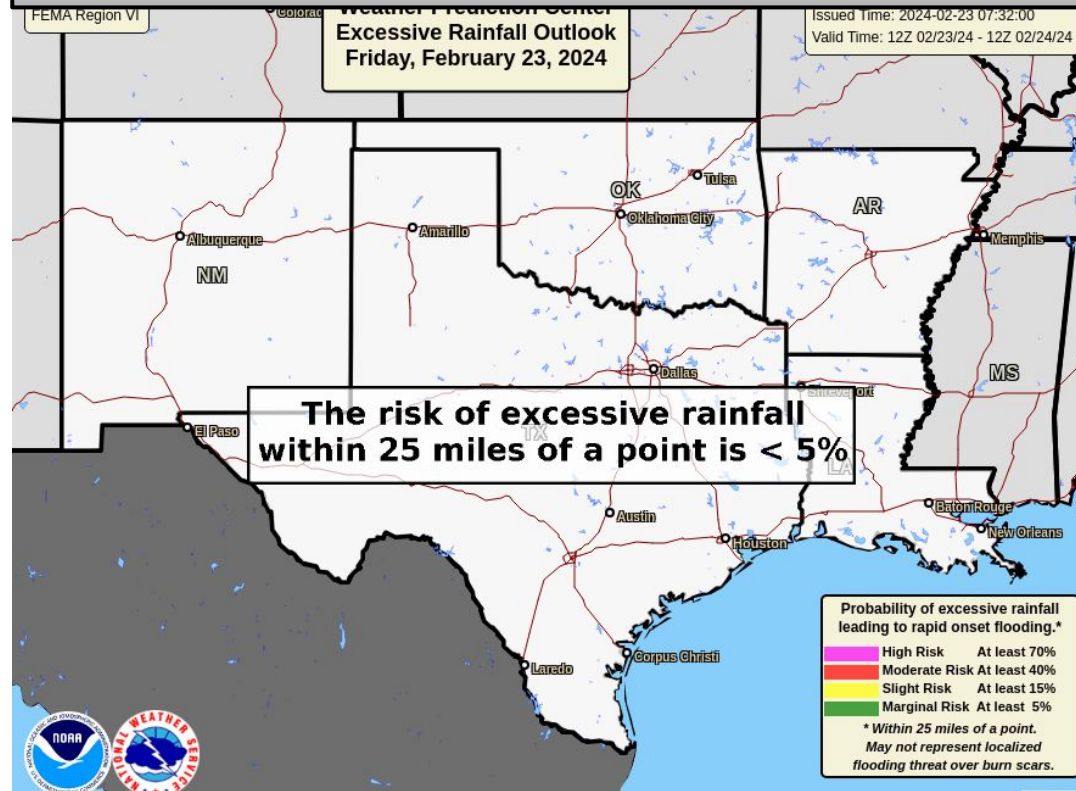 FEMA Region VI
Weather Prediction Center
Excessive Rainfall Outlook
Friday, February 23, 2024
Issued Time: 2024-02-23 07:32:00
Valid Time: 12Z 02/23/24 - 12Z 02/24/24
Colorad
Tulsa
OK
Oklahoma City
AR
Amarillo
Albuquerque
Memphis
NM
Dallas
MS
Shreveport
The risk of excessive rainfall
within 25 miles of a point is < 5%
El Paso
TX
LA
Austin
Baton Rouge
New Orleans
Houston
Corpus Christi
Laredo
Probability of excessive rainfall
leading to rapid onset flooding.*
High Risk At least 70%
Moderate Risk At least 40%
Slight Risk At least 15%
Marginal Risk At least 5%
* Within 25 miles of a point.
May not represent localized
flooding threat over burn scars.
NOAA
NATIONAL WEATHER SERVICE